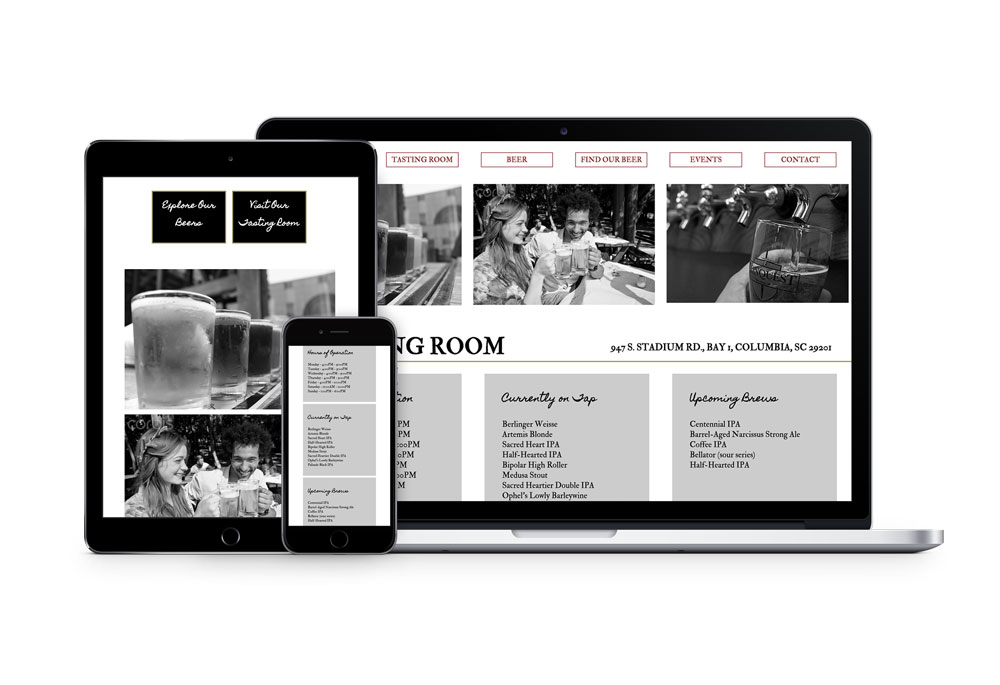 Explore Our
Beers
Visit Our
Tasting Room
Hours of Operation
Currently on Tap
Berlinger Weisse
Artemis Blonde
Sacred Heart IPA
Half-Hearted IPA
Bipolar High Roller
Medusa Stout
Sacred Heartier Double IPA
Ophel's Lowly Barleywine
Palmido Black IPA
Upcoming Brews
Centennial IPA
Barrel-Aged Narcissus Strong Ale
Coffee IPA
Bellator (sour series)
Half-Hearted IPA
TASTING ROOM
BEER
FIND OUR BEER
EVENTS
CONTACT
NG ROOM
947 S. STADIUM RD., BAY 1, COLUMBIA, SC 29201
ion
PM
PM
:00PM
0PM
00PM
M
Currently on Tap
Berlinger Weisse
Artemis Blonde
Sacred Heart IPA
Half-Hearted IPA
Bipolar High Roller
Medusa Stout
Sacred Heartier Double IPA
Ophel's Lowly Barleywine
Upcoming Brews
Centennial IPA
Barrel-Aged Narcissus Strong Ale
Coffee IPA
Bellator (sour series)
Half-Hearted IPA